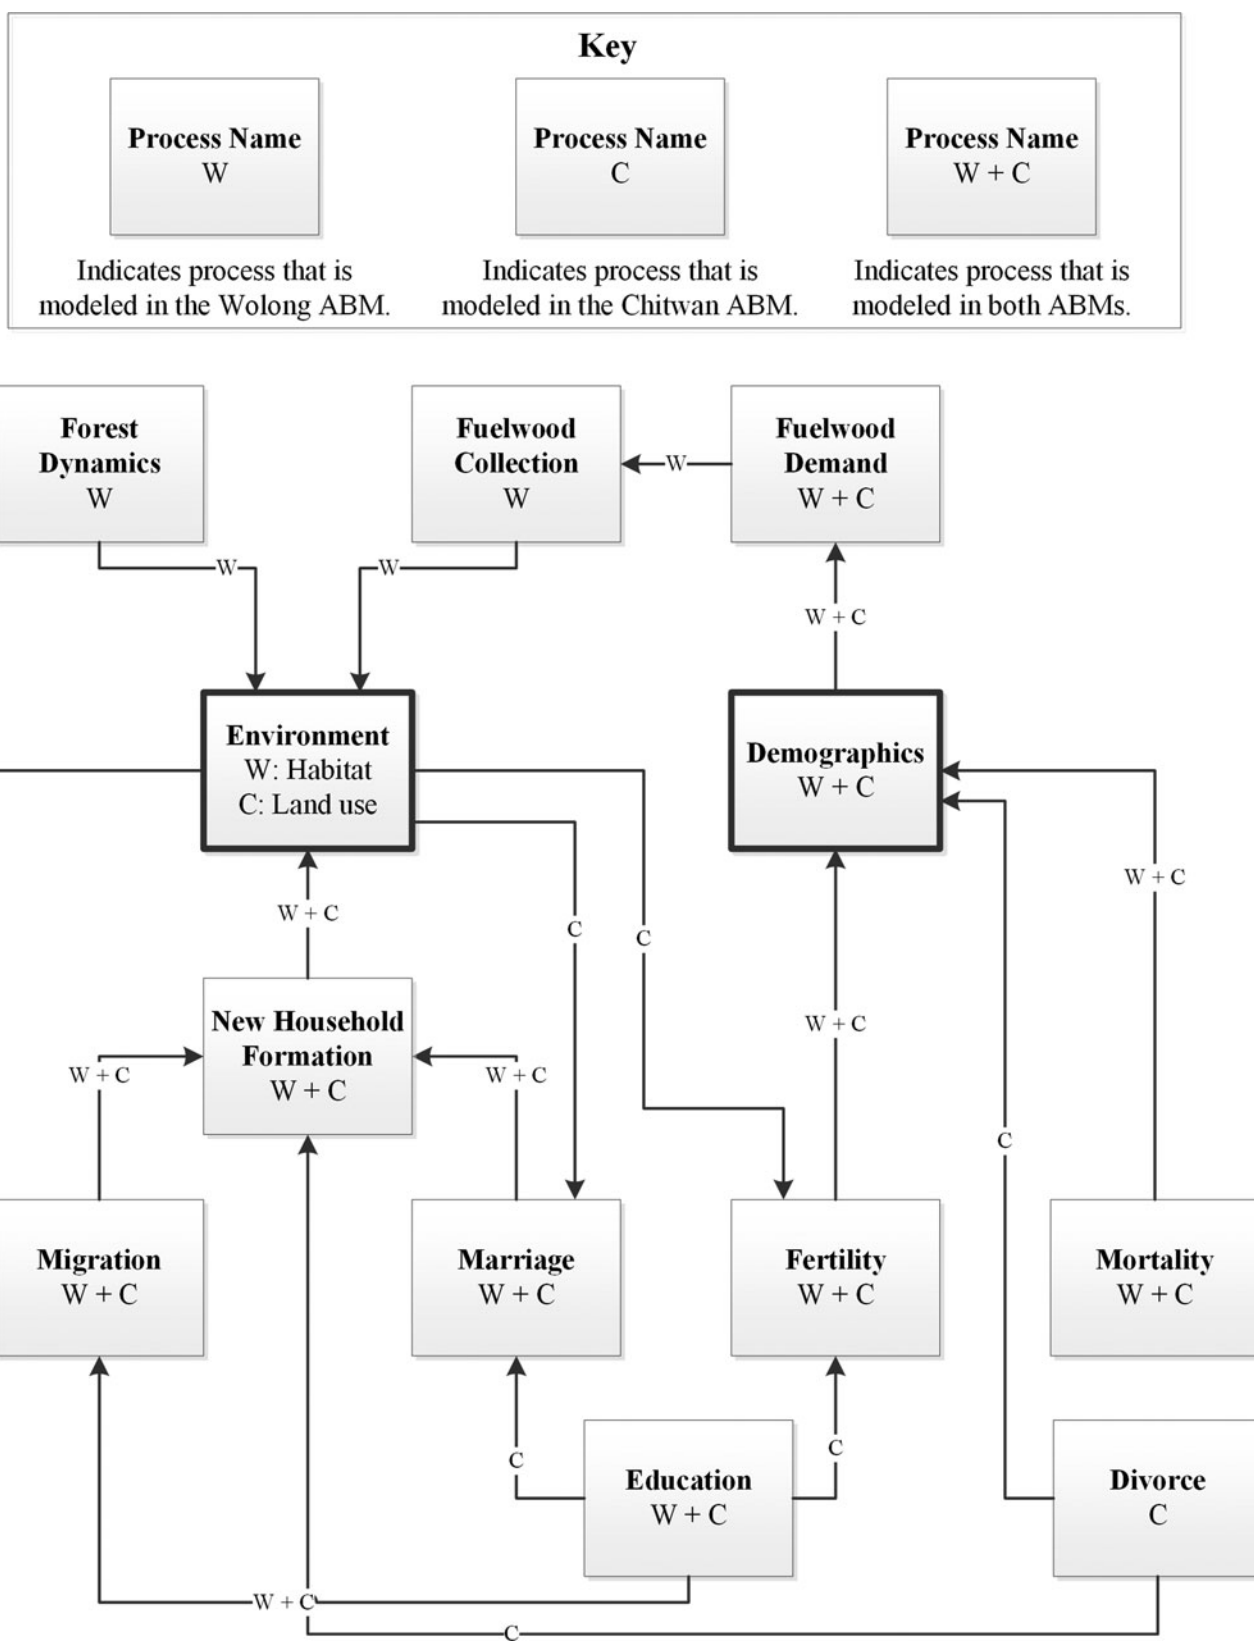 Key
Process Name
W
Process Name
C
Process Name
W + C
Indicates process that is
modeled in the Wolong ABM.
Indicates process that is
modeled in the Chitwan ABM.
Indicates process that is
modeled in both ABMs.
Forest
Dynamics
W
Fuelwood
Collection
W
W
Fuelwood
Demand
W + C
W
W
W + C
Environment
W: Habitat
C: Land use
Demographics
W + C
W + C
W + C
C
C
New Household
Formation
W + C
W + C
W + C
W + C
C
Migration
W + C
Marriage
W + C
Fertility
W + C
Mortality
W + C
C
C
Education
W + C
Divorce
C
W + C
C